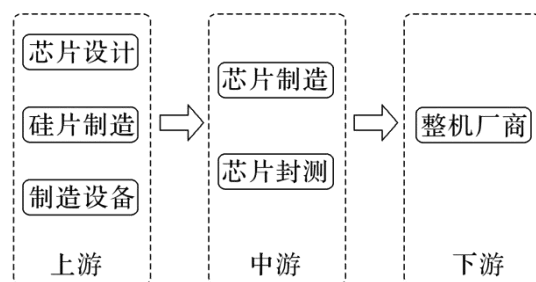 芯片设计
硅片制造
制造设备
上游
芯片制造
芯片封测
中游
整机厂商
下游